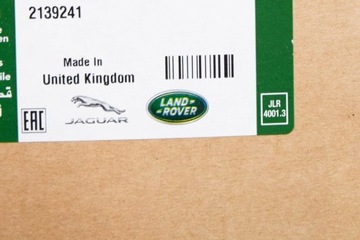 2139241
Made In
United Kingdom
EAC
JAGUAR
LAND-
-ROVER
JLR
4001.3